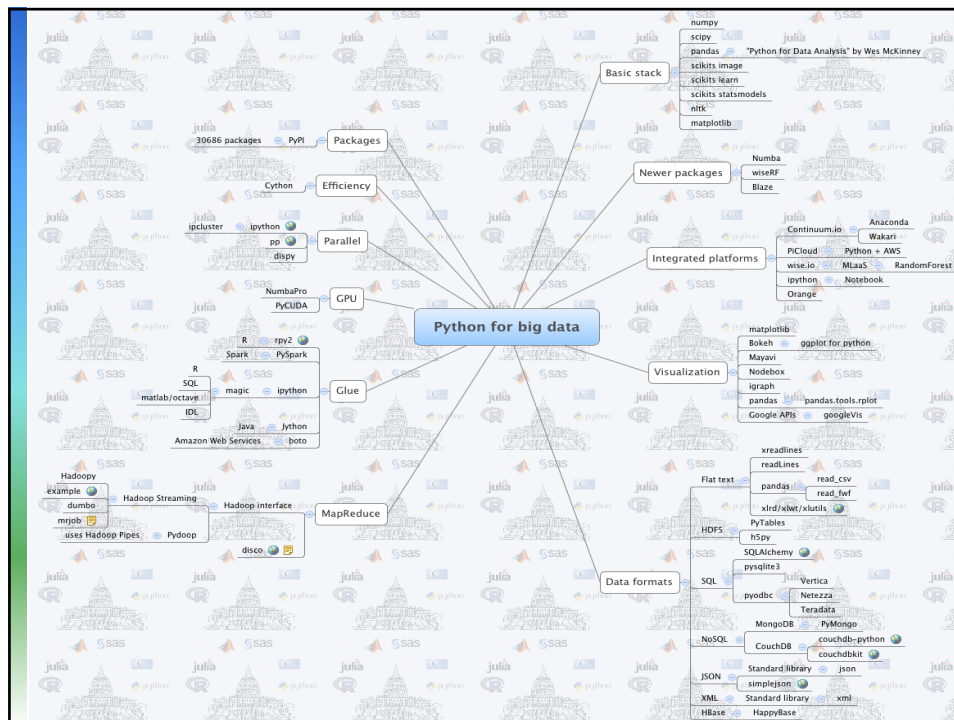 Python for big data
Basic stack
numpy
scipy
pandas
"Python for Data Analysis" by Wes McKinney
scikits image
scikits learn
scikits statsmodels
nltk
matplotlib
Newer packages
Numba
wiseRF
Blaze
Integrated platforms
Continuum.io
Anaconda
Wakari
PiCloud
Python + AWS
wise.io
MLaaS
RandomForest
ipython
Notebook
Orange
Visualization
matplotlib
Bokeh
ggplot for python
Mayavi
Nodebox
igraph
pandas
pandas.tools.rplot
Google APIs
googleVis
Data formats
Flat text
xreadlines
readLines
pandas
read_csv
read_fwf
xlrd/xlwt/xlutils
HDF5
PyTables
h5py
SQL
SQLAlchemy
pysqlite3
pyodbc
Vertica
Netezza
Teradata
NoSQL
MongoDB
PyMongo
CouchDB
couchdb-python
couchdbkit
JSON
Standard library
json
simplejson
XML
Standard library
xml
HBase
HappyBase
Packages
PyPI
30686 packages
Efficiency
Cython
Parallel
ipython
ipcluster
pp
dispy
GPU
NumbaPro
PyCUDA
Glue
rpy2
R
PySpark
Spark
ipython
magic
R
SQL
matlab/octave
IDL
Jython
Java
boto
Amazon Web Services
MapReduce
Hadoop interface
Hadoop Streaming
Hadoopy
example
dumbo
mrjob
Pydoop
uses Hadoop Pipes
disco
julia
R
sas
python